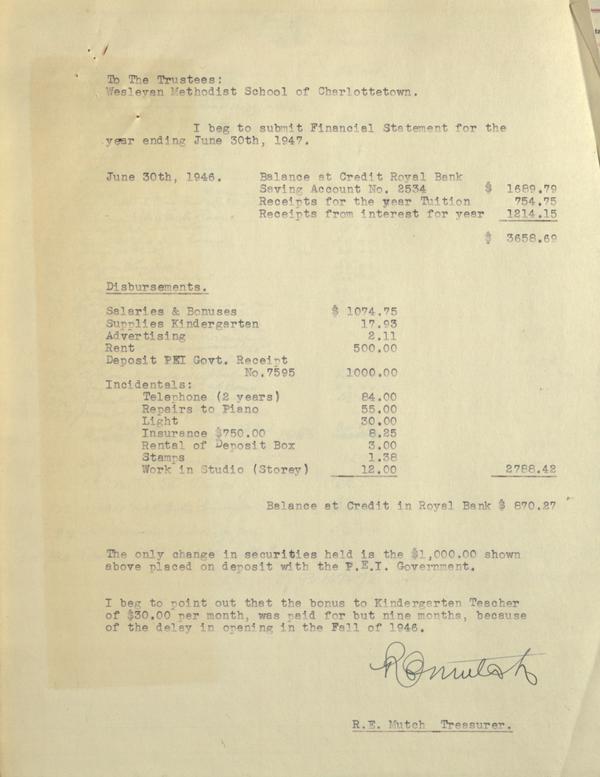 To The Trustees:
Wesleyan Methodist School of Charlottetown.
I beg to submit Financial Statement for the
year ending June 30th, 1947.
June 30th, 1946. Balance at Credit Royal Bank
Saving Account No. 2534 $ 1689.79
Receipts for the year Tuition 754.75
Receipts from interest for year 1214.15
$ 3658.69
Disbursements.
Salaries & Bonuses $ 1074.75
Supplies Kindergarten 17.93
Advertising 2.11
Rent 500.00
Deposit PEI Govt. Receipt
No.7595 1000.00
Incidentals:
Telephone (2 years) 84.00
Repairs to Piano 55.00
Light 30.00
Insurance $750.00 8.25
Rental of Deposit Box 3.00
Stamps 1.38
Work in Studio (Storey) 12.00 2788.42
Balance at Credit in Royal Bank $ 870.27
The only change in securities held is the $1,000.00 shown
above placed on deposit with the P.E.I. Government.
I beg to point out that the bonus to Kindergarten Teacher
of $30.00 per month, was paid for but nine months, because
of the delay in opening in the Fall of 1946.
R E Mutch
R.E. Mutch Treasurer.